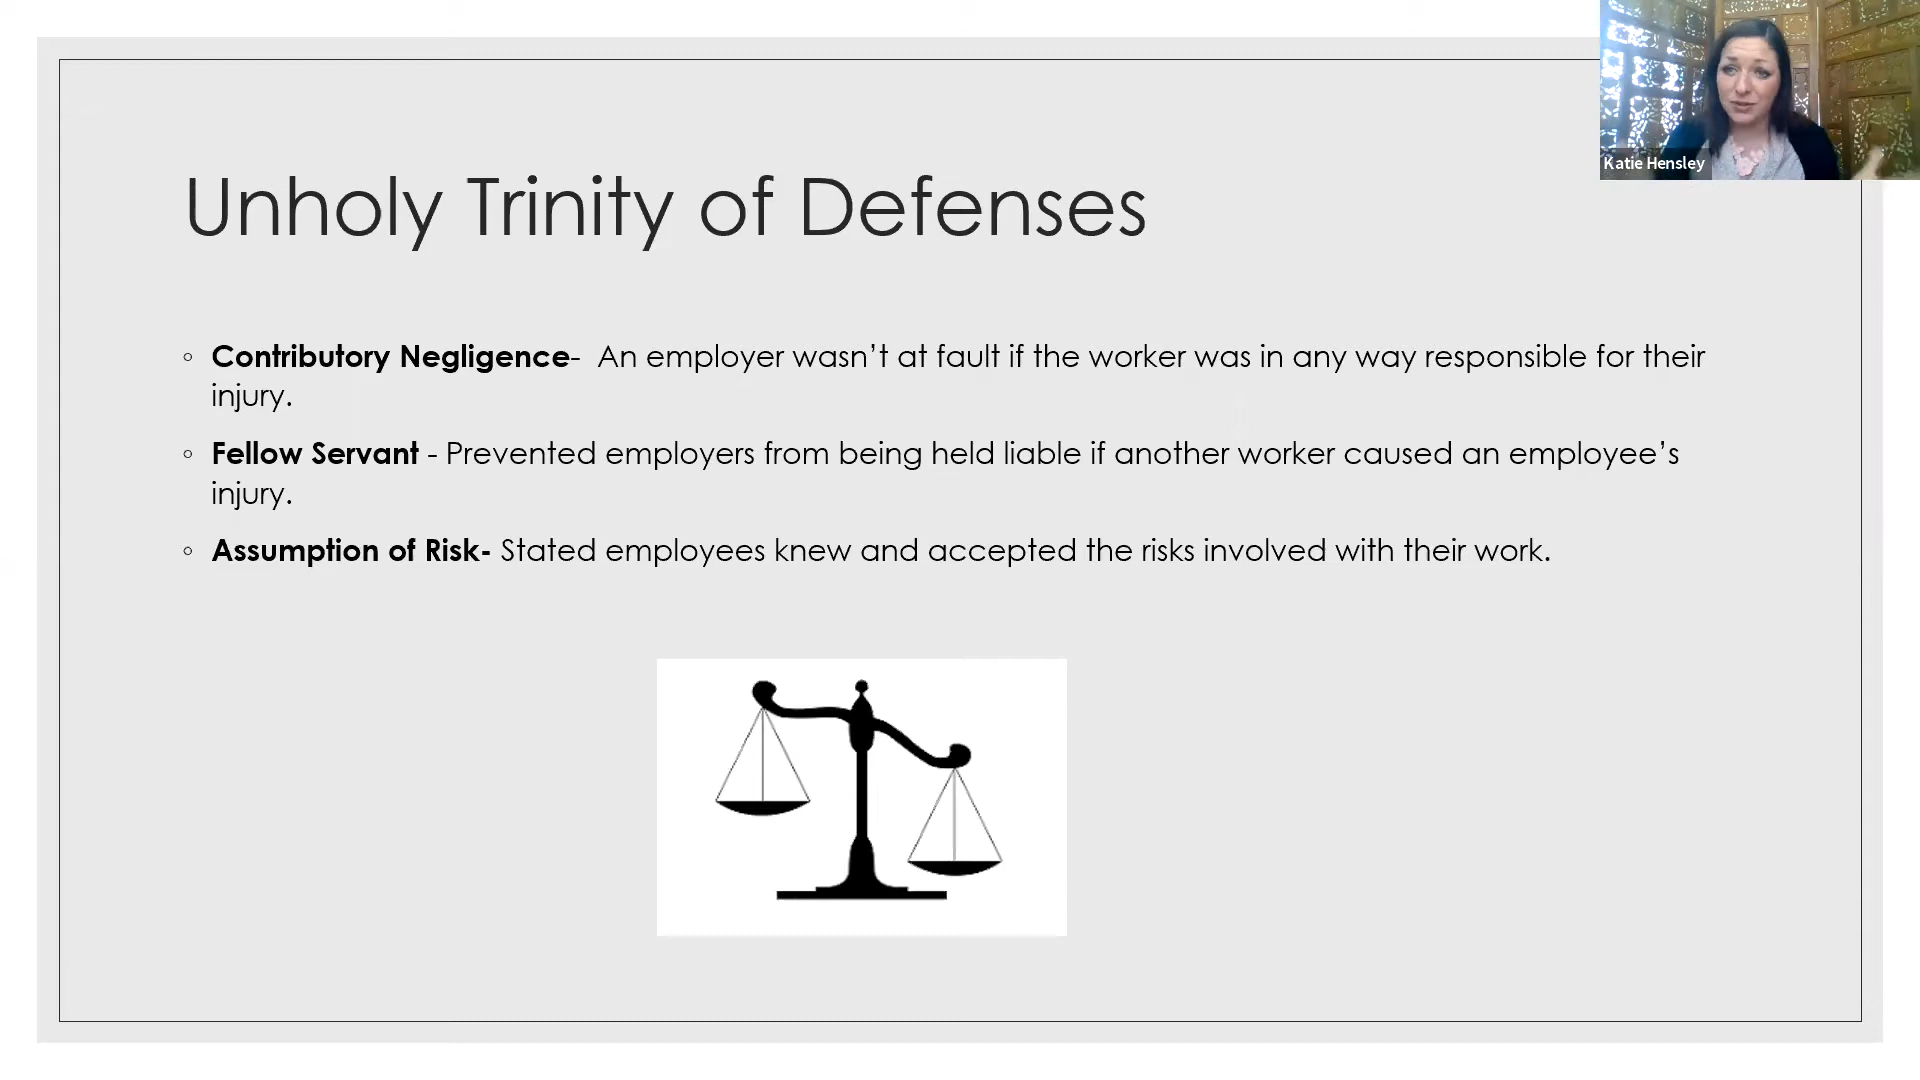 Katie Hensley
Unholy Trinity of Defenses
◦ Contributory Negligence-  An employer wasn’t at fault if the worker was in any way responsible for their
injury.
◦ Fellow Servant - Prevented employers from being held liable if another worker caused an employee’s
injury.
◦ Assumption of Risk- Stated employees knew and accepted the risks involved with their work.